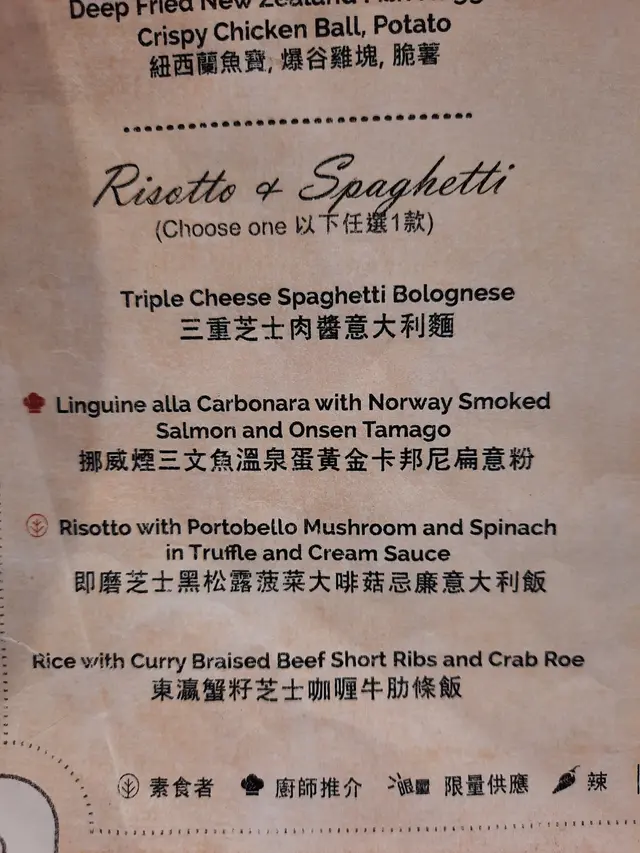 Deep Fried New Zealand
Crispy Chicken Ball, Potato
紐西蘭魚寶, 爆谷雞塊, 脆薯
Risotto & Spaghetti
(Choose one 以下任選1款)
Triple Cheese Spaghetti Bolognese
三重芝士肉醬意大利麵
Linguine alla Carbonara with Norway Smoked
Salmon and Onsen Tamago
挪威煙三文魚溫泉蛋黃金卡邦尼扁意粉
Risotto with Portobello Mushroom and Spinach
in Truffle and Cream Sauce
即磨芝士黑松露菠菜大啡菇忌廉意大利飯
Rice with Curry Braised Beef Short Ribs and Crab Roe
東瀛蟹籽芝士咖喱牛肋條飯
素食者 廚師推介 限量供應 辣